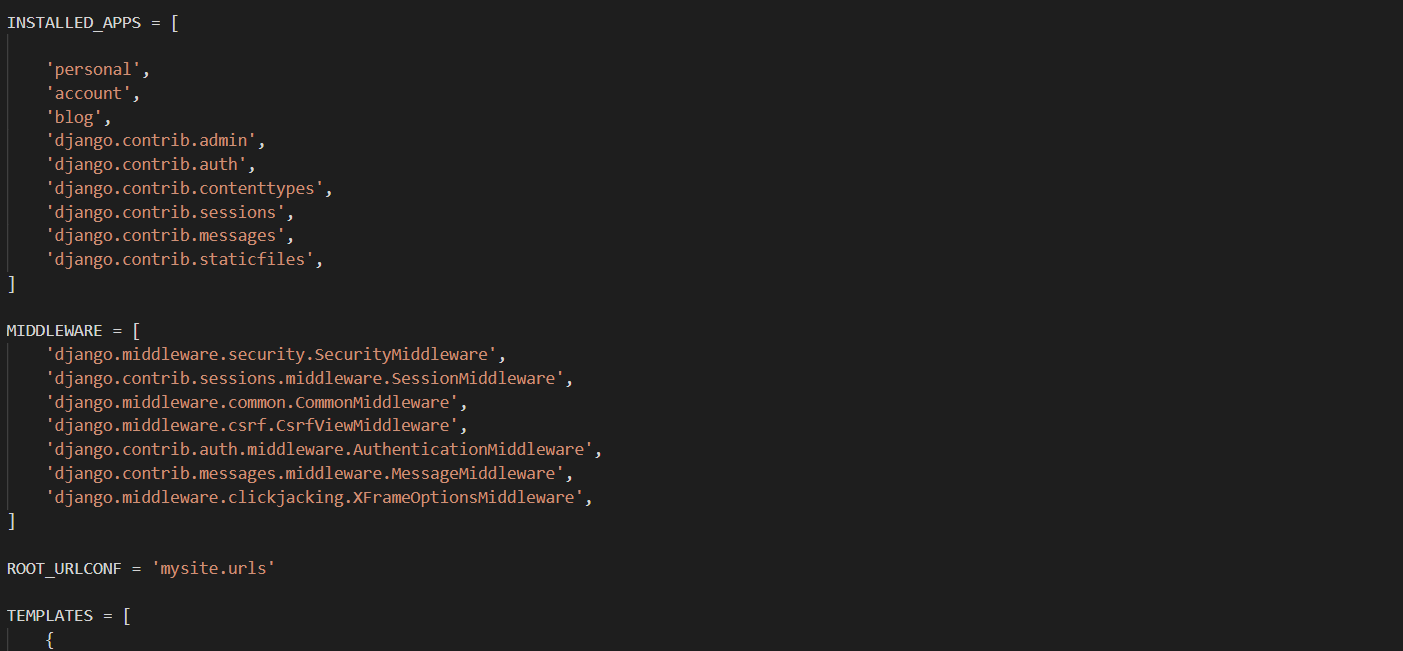 INSTALLED_APPS = [
'personal',
'account',
'blog',
'django.contrib.admin',
'django.contrib.auth',
'django.contrib.contenttypes',
'django.contrib.sessions',
'django.contrib.messages',
'django.contrib.staticfiles',
]
MIDDLEWARE = [
'django.middleware.security.SecurityMiddleware',
'django.contrib.sessions.middleware.SessionMiddleware',
'django.middleware.common.CommonMiddleware',
'django.middleware.csrf.CsrfViewMiddleware',
'django.contrib.auth.middleware.AuthenticationMiddleware',
'django.contrib.messages.middleware.MessageMiddleware',
'django.middleware.clickjacking.XFrameOptionsMiddleware',
]
ROOT_URLCONF = 'mysite.urls'
TEMPLATES = [
{